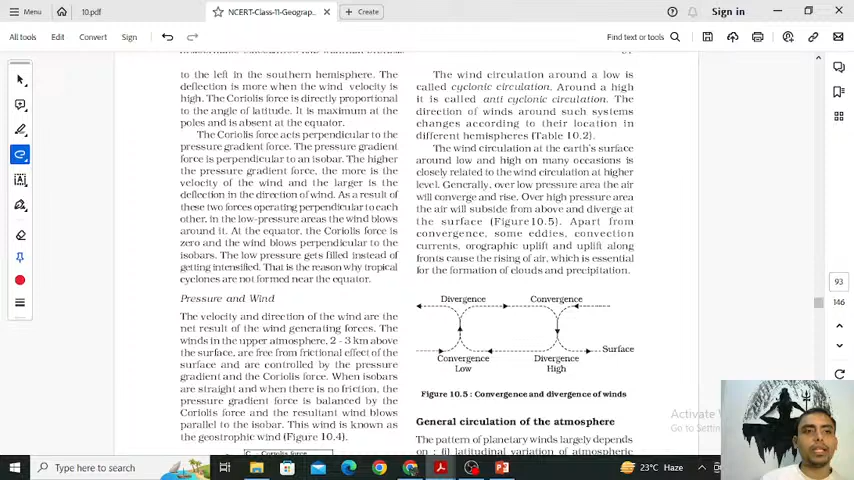 Menu
10.pdf
NCERT-Class-11-Geograp...
Create
Sign in
All tools
Edit
Convert
Sign
Find text or tools
to the left in the southern hemisphere. The
deflection is more when the wind velocity is
high. The Coriolis force is directly proportional
to the angle of latitude. It is maximum at the
poles and is absent at the equator.
The Coriolis force acts perpendicular to the
pressure gradient force. The pressure gradient
force is perpendicular to an isobar. The higher
the pressure gradient force, the more is the
velocity of the wind and the larger is the
deflection in the direction of wind. As a result of
these two forces operating perpendicular to each
other, in the low-pressure areas the wind blows
around it. At the equator, the Coriolis force is
zero and the wind blows perpendicular to the
isobars. The low pressure gets filled instead of
getting intensified. That is the reason why tropical
cyclones are not formed near the equator.
Pressure and Wind
The velocity and direction of the wind are the
net result of the wind generating forces. The
winds in the upper atmosphere, 2 - 3 km above
the surface, are free from frictional effect of the
surface and are controlled by the pressure
gradient and the Coriolis force. When isobars
are straight and when there is no friction, the
pressure gradient force is balanced by the
Coriolis force and the resultant wind blows
parallel to the isobar. This wind is known as
the geostrophic wind (Figure 10.4).
C - Coriolis force
The wind circulation around a low is
called cyclonic circulation. Around a high
it is called anti cyclonic circulation. The
direction of winds around such systems
changes according to their location in
different hemispheres (Table 10.2).
The wind circulation at the earth's surface
around low and high on many occasions is
closely related to the wind circulation at higher
level. Generally, over low pressure area the air
will converge and rise. Over high pressure area
the air will subside from above and diverge at
the surface (Figure10.5). Apart from
convergence, some eddies, convection
currents, orographic uplift and uplift along
fronts cause the rising of air, which is essential
for the formation of clouds and precipitation.
Divergence Convergence
Surface
Convergence Divergence
Low High
Figure 10.5 : Convergence and divergence of winds
General circulation of the atmosphere
The pattern of planetary winds largely depends
on : (i) latitudinal variation of atmospheric
93
146
Activate
Go to Setting
Type here to search
23°C Haze